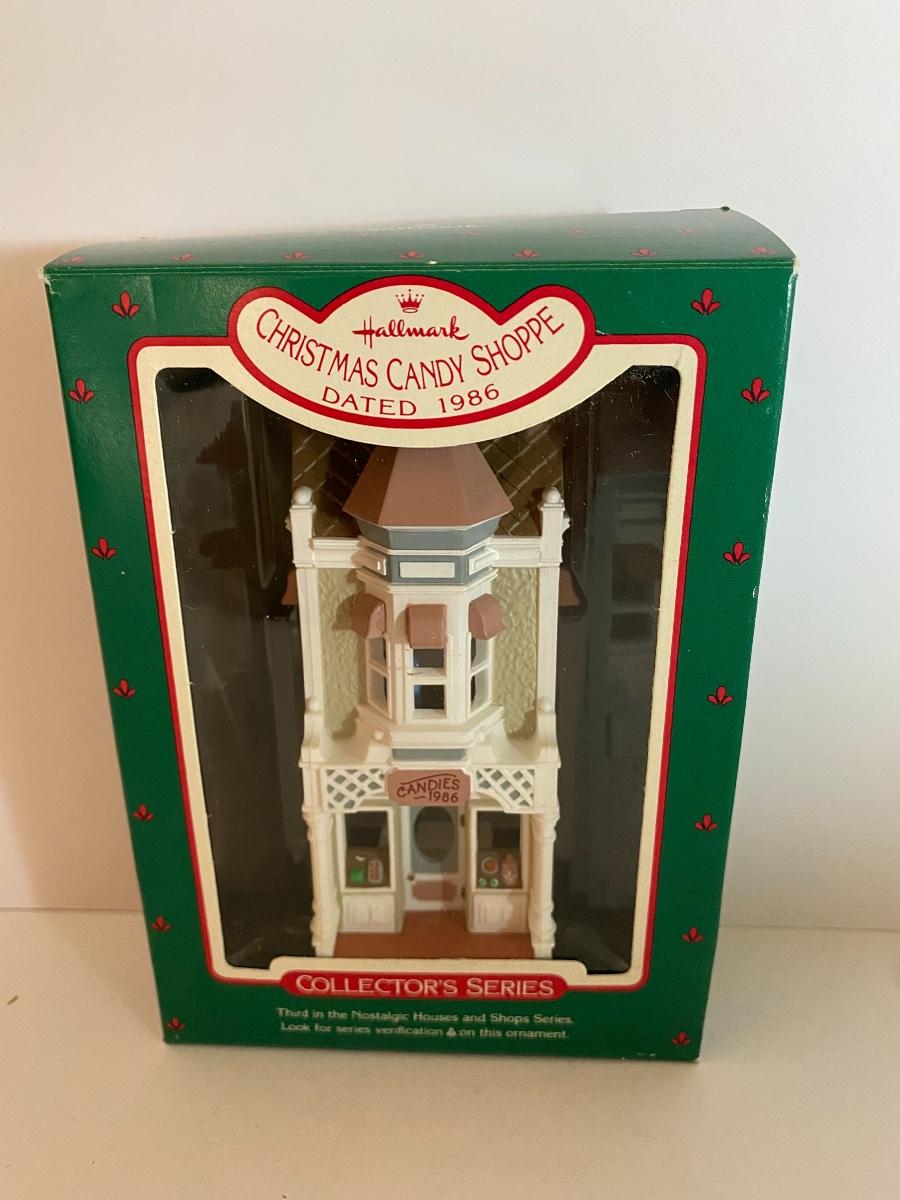 Hallmark
Hallmark
CHRISTMAS CANDY SHOPPE
DATED 1986
CANDIES
1986
COLLECTOR'S SERIES
Third in the Nostalgic Houses and Shops Series.
Look for series verification on this ornament.